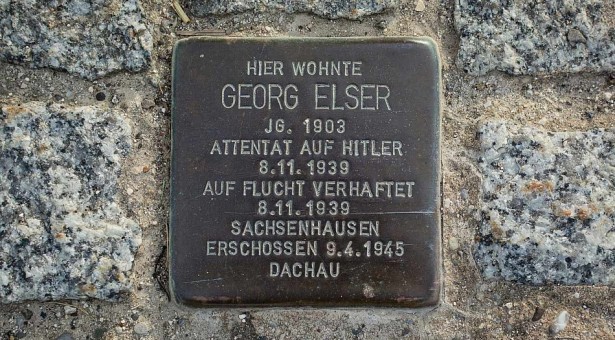 HIER WOHNTE
GEORG ELSER
JG. 1903
ATTENTAT AUF HITLER
8.11.1939
AUF FLUCHT VERHAFTET
8.11.1939
SACHSENHAUSEN
ERSCHOSSEN 9.4.1945
DACHAU